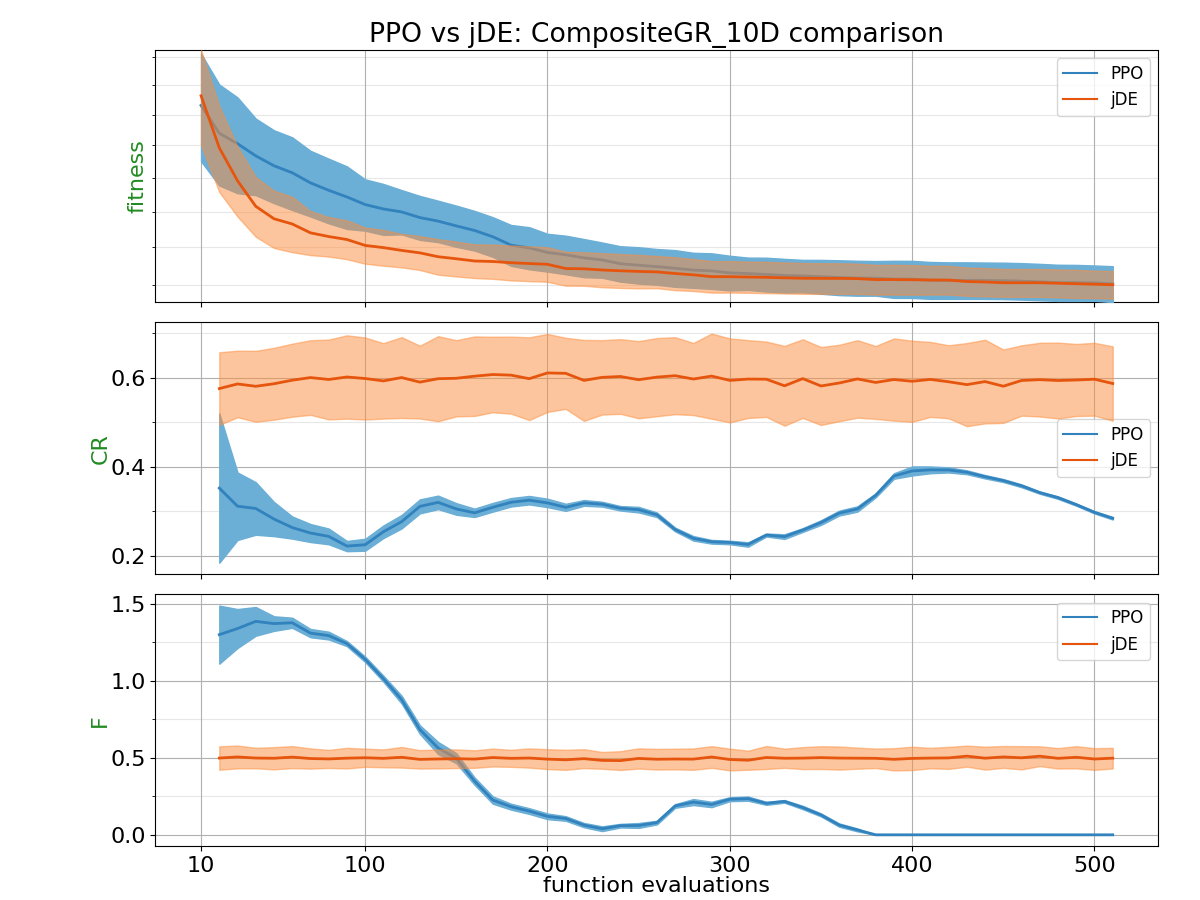 PPO vs jDE: CompositeGR_10D comparison
fitness
PPO
jDE
CR
0.6
0.4
0.2
PPO
jDE
F
1.5
1.0
0.5
0.0
PPO
jDE
10 100 200 300 400 500
function evaluations